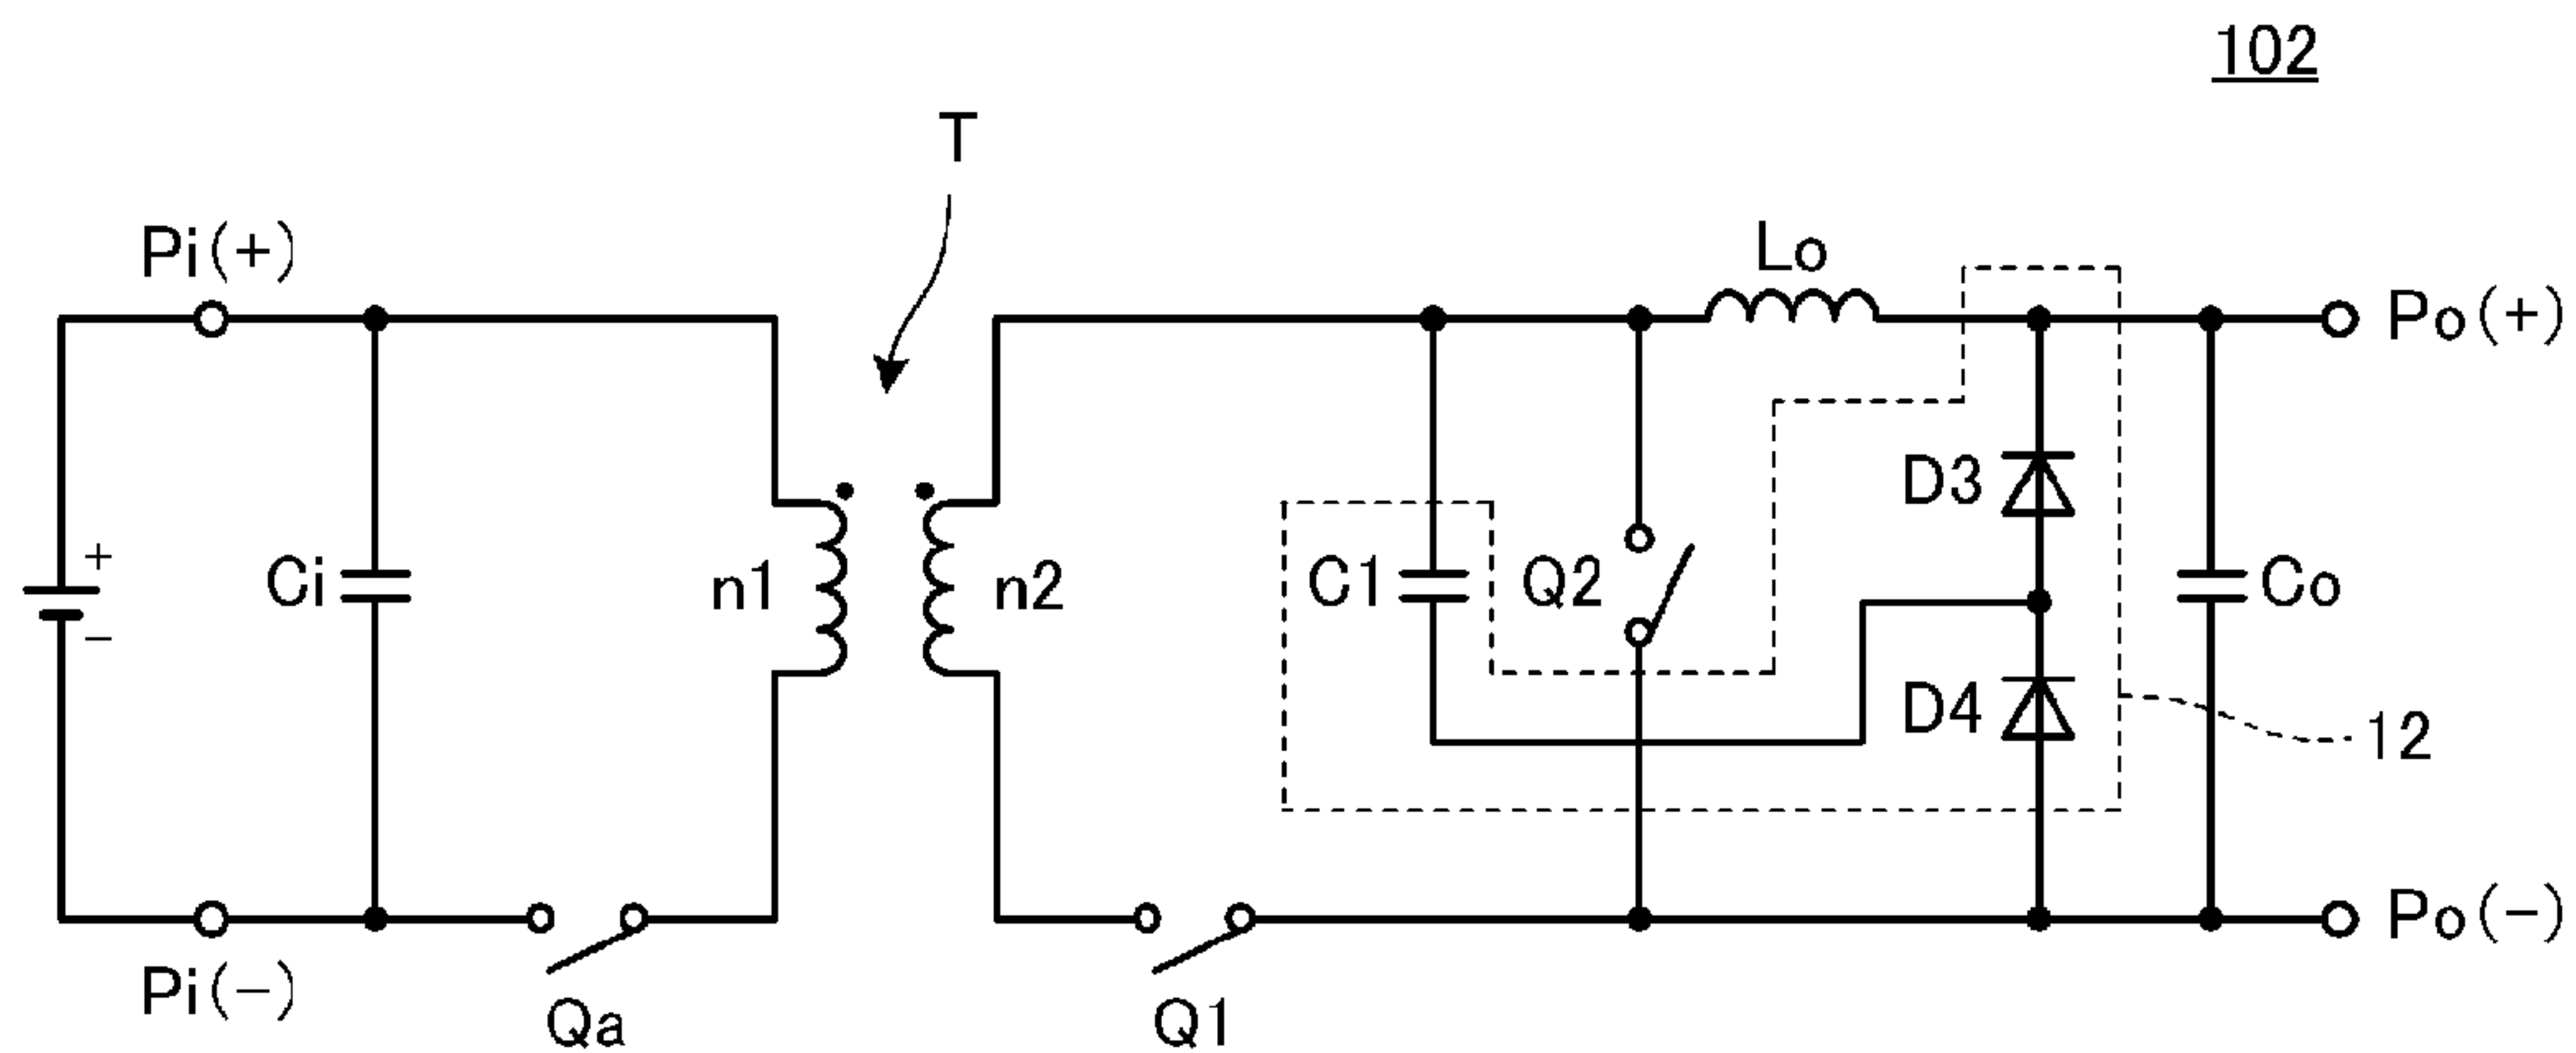 102
T
Pi(+)
Lo
Po(+)
D3
+
Ci
n1
n2
C1
Q2
Co
−
D4
12
Pi(−)
Po(−)
Qa
Q1